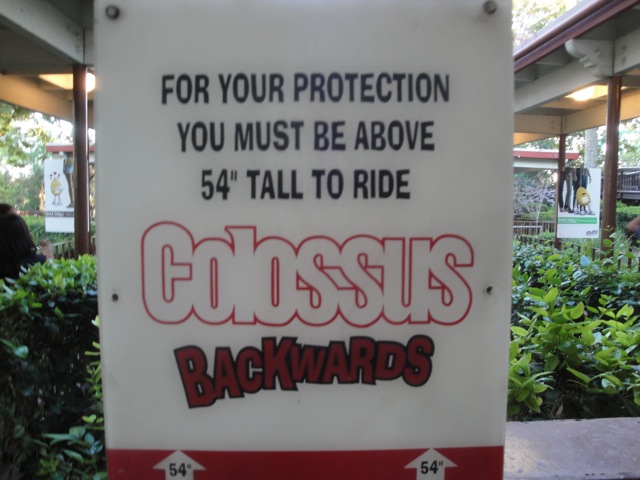 FOR YOUR PROTECTION
YOU MUST BE ABOVE
54" TALL TO RIDE
Colossus
BACKWARDS
54"
54"